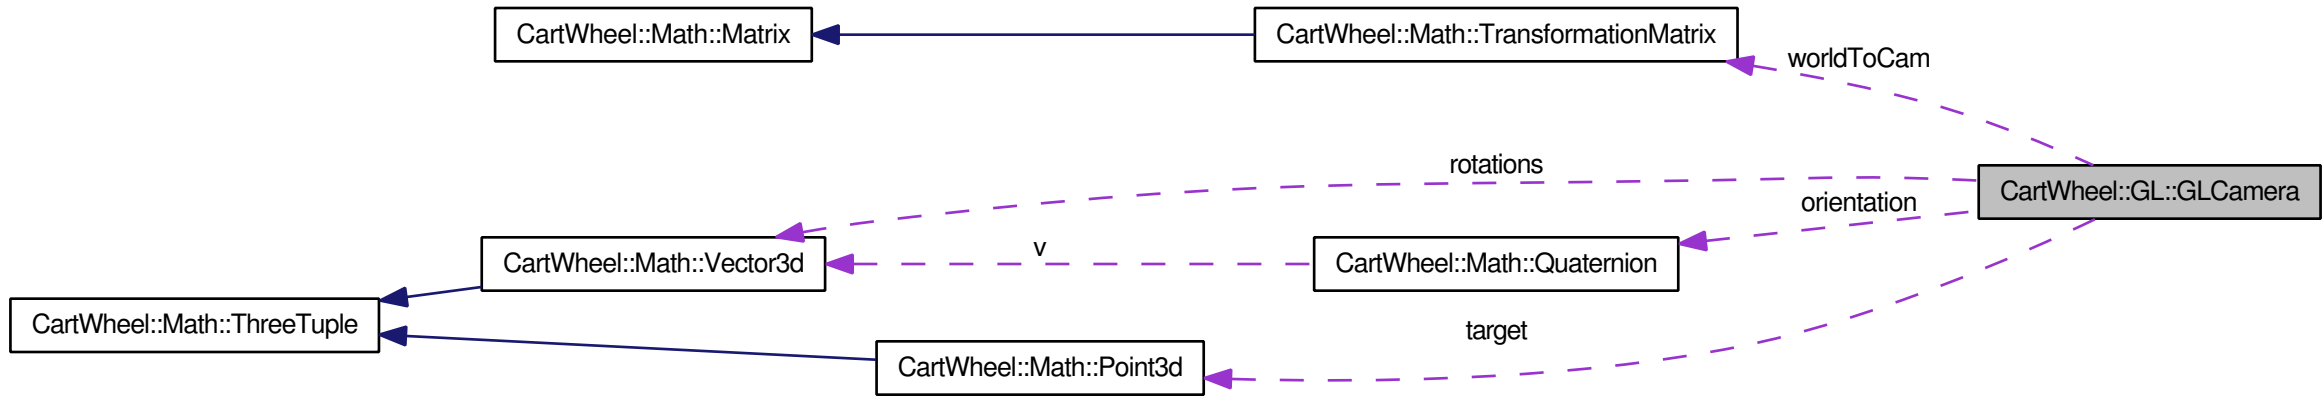 CartWheel::Math::Matrix
CartWheel::Math::TransformationMatrix
worldToCam
rotations
CartWheel::GL::GLCamera
orientation
v
CartWheel::Math::Vector3d
CartWheel::Math::Quaternion
CartWheel::Math::ThreeTuple
target
CartWheel::Math::Point3d